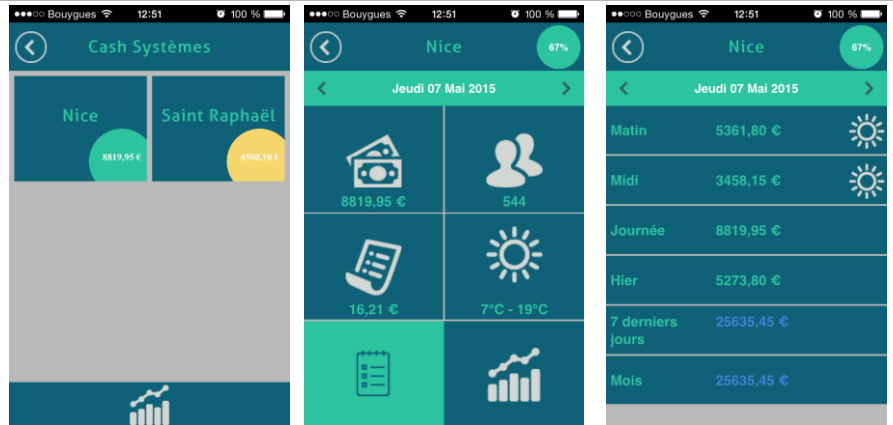 ●●●○○ Bouygues 12:51 100 %
Cash Systèmes
Nice
8819,95 €
Saint Raphaël
4500,10 €
●●●○○ Bouygues 12:51 100 %
Nice
67%
Jeudi 07 Mai 2015
8819,95 €
544
16,21 €
7°C - 19°C
●●○○○ Bouygues 12:51 100 %
Nice
67%
Jeudi 07 Mai 2015
Matin 5361,80 €
Midi 3458,15 €
Journée 8819,95 €
Hier 5273,80 €
7 derniers 25635,45 €
jours
Mois 25635,45 €